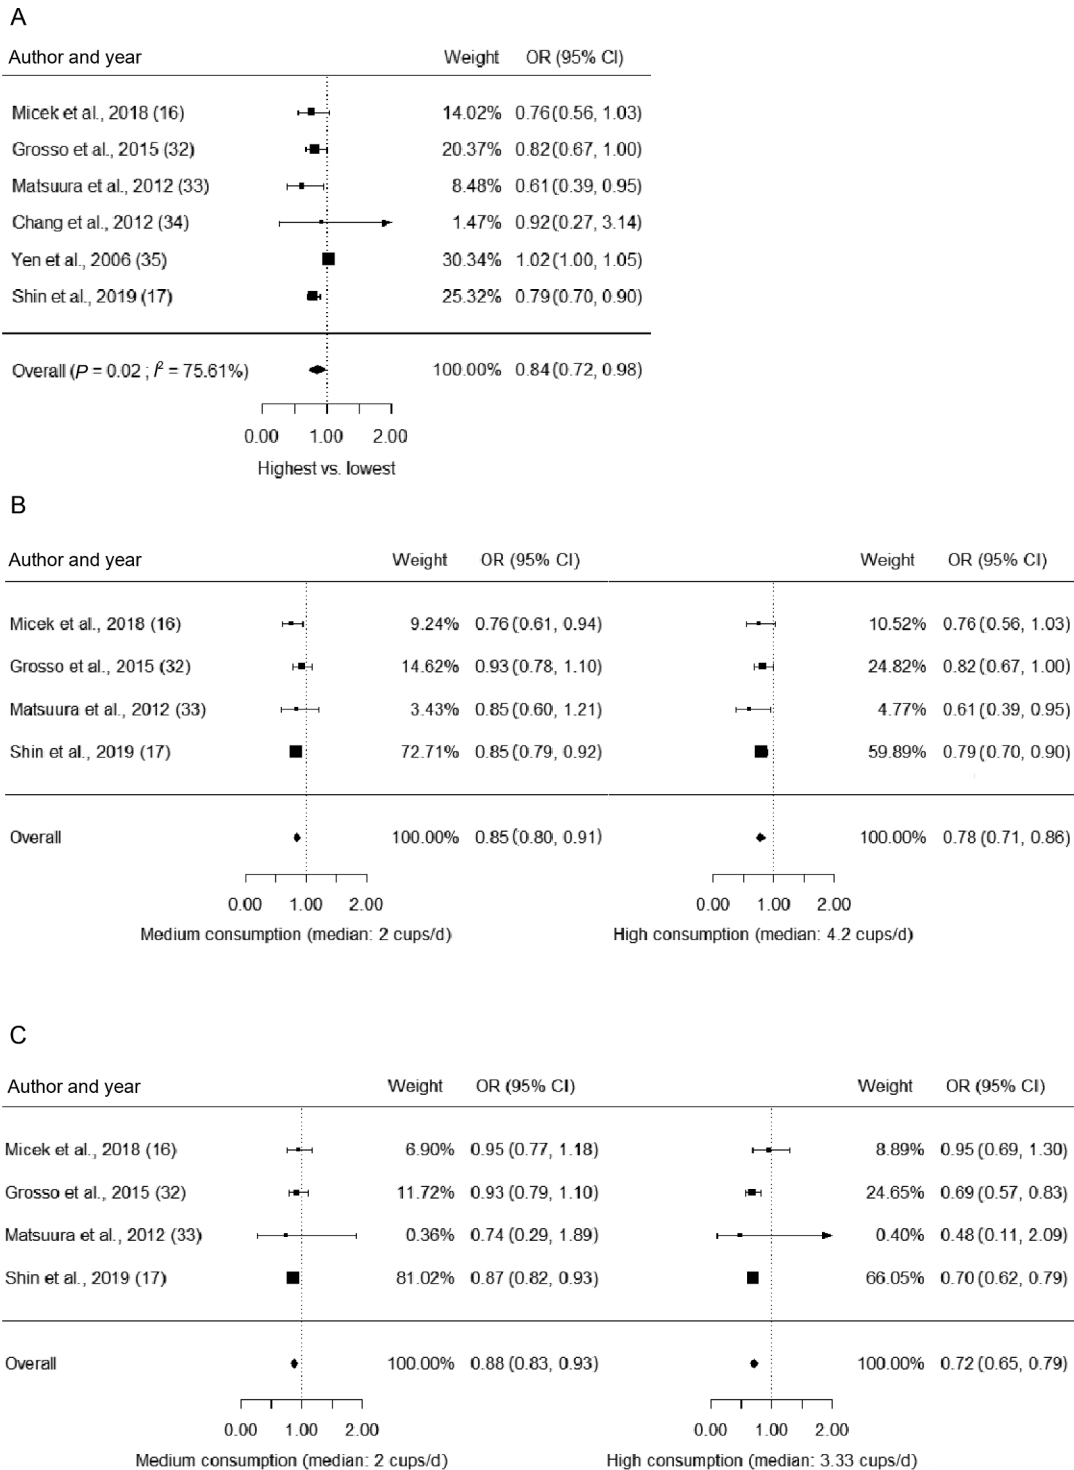 A
Author and year Weight OR (95% CI)
Micek et al., 2018 (16) 14.02% 0.76 (0.56, 1.03)
Grosso et al., 2015 (32) 20.37% 0.82 (0.67, 1.00)
Matsuura et al., 2012 (33) 8.48% 0.61 (0.39, 0.95)
Chang et al., 2012 (34) 1.47% 0.92 (0.27, 3.14)
Yen et al., 2006 (35) 30.34% 1.02 (1.00, 1.05)
Shin et al., 2019 (17) 25.32% 0.79 (0.70, 0.90)
Overall (P = 0.02 ; I² = 75.61%) 100.00% 0.84 (0.72, 0.98)
0.00 1.00 2.00
Highest vs. lowest
B
Author and year Weight OR (95% CI) Weight OR (95% CI)
Micek et al., 2018 (16) 9.24% 0.76 (0.61, 0.94) 10.52% 0.76 (0.56, 1.03)
Grosso et al., 2015 (32) 14.62% 0.93 (0.78, 1.10) 24.82% 0.82 (0.67, 1.00)
Matsuura et al., 2012 (33) 3.43% 0.85 (0.60, 1.21) 4.77% 0.61 (0.39, 0.95)
Shin et al., 2019 (17) 72.71% 0.85 (0.79, 0.92) 59.89% 0.79 (0.70, 0.90)
Overall 100.00% 0.85 (0.80, 0.91) 100.00% 0.78 (0.71, 0.86)
0.00 1.00 2.00 0.00 1.00 2.00
Medium consumption (median: 2 cups/d) High consumption (median: 4.2 cups/d)
C
Author and year Weight OR (95% CI) Weight OR (95% CI)
Micek et al., 2018 (16) 6.90% 0.95 (0.77, 1.18) 8.89% 0.95 (0.69, 1.30)
Grosso et al., 2015 (32) 11.72% 0.93 (0.79, 1.10) 24.65% 0.69 (0.57, 0.83)
Matsuura et al., 2012 (33) 0.36% 0.74 (0.29, 1.89) 0.40% 0.48 (0.11, 2.09)
Shin et al., 2019 (17) 81.02% 0.87 (0.82, 0.93) 66.05% 0.70 (0.62, 0.79)
Overall 100.00% 0.88 (0.83, 0.93) 100.00% 0.72 (0.65, 0.79)
0.00 1.00 2.00 0.00 1.00 2.00
Medium consumption (median: 2 cups/d) High consumption (median: 3.33 cups/d)